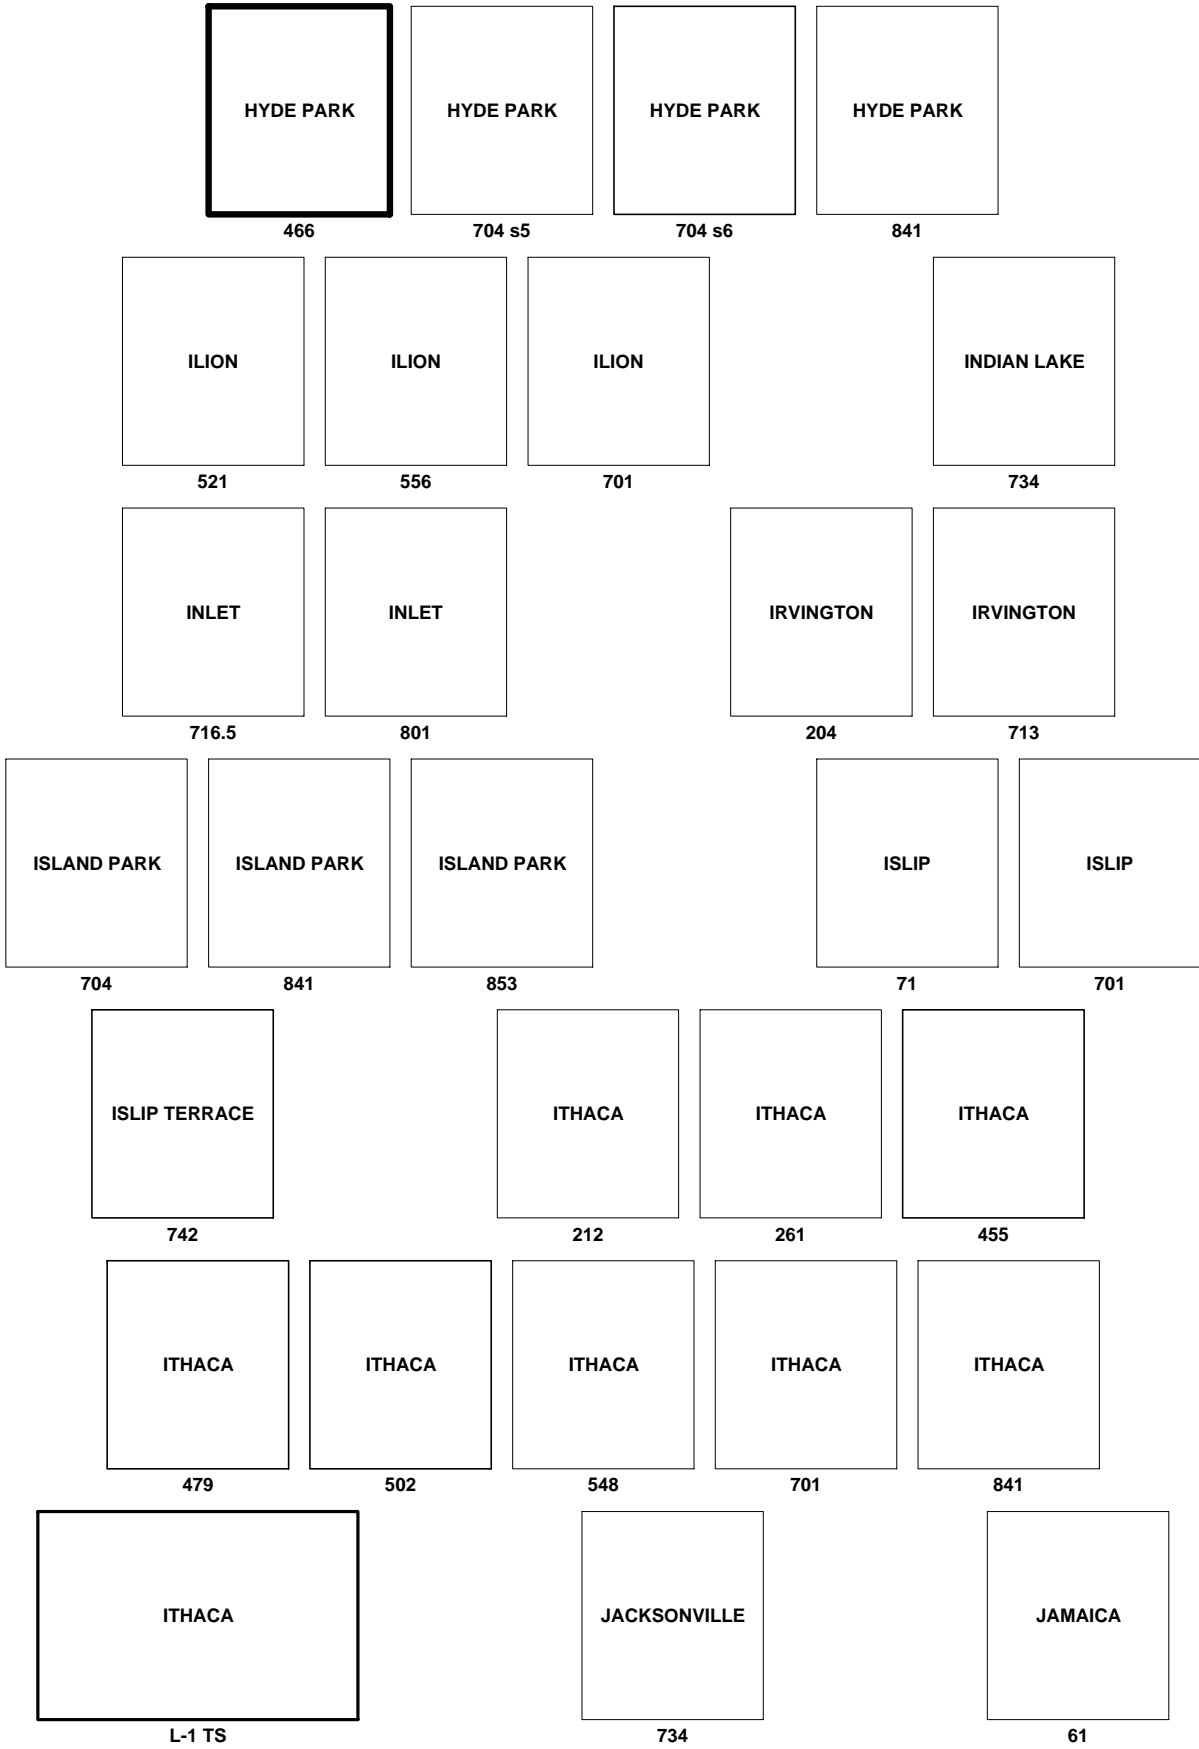 HYDE PARK HYDE PARK HYDE PARK HYDE PARK
466 704 s5 704 s6 841
ILION ILION ILION INDIAN LAKE
521 556 701 734
INLET INLET IRVINGTON IRVINGTON
716.5 801 204 713
ISLAND PARK ISLAND PARK ISLAND PARK ISLIP ISLIP
704 841 853 71 701
ISLIP TERRACE ITHACA ITHACA ITHACA
742 212 261 455
ITHACA ITHACA ITHACA ITHACA ITHACA
479 502 548 701 841
ITHACA JACKSONVILLE JAMAICA
L-1 TS 734 61